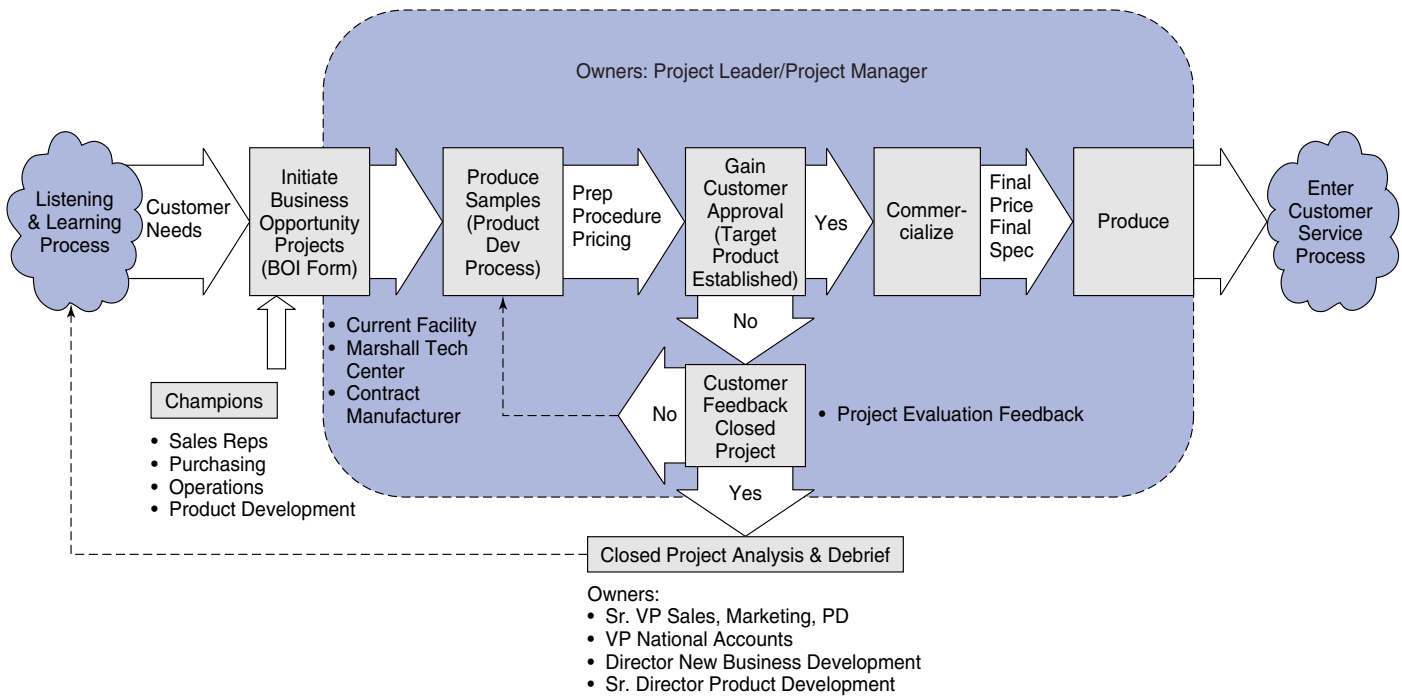 Owners: Project Leader/Project Manager
Listening
& Learning
Process
Customer
Needs
Initiate
Business
Opportunity
Projects
(BOI Form)
Produce
Samples
(Product
Dev
Process)
Prep
Procedure
Pricing
Gain
Customer
Approval
(Target
Product
Established)
Yes
Commer-
cialize
Final
Price
Final
Spec
Produce
Enter
Customer
Service
Process
No
• Current Facility
• Marshall Tech
Center
• Contract
Manufacturer
Champions
• Sales Reps
• Purchasing
• Operations
• Product Development
No
Customer
Feedback
Closed
Project
• Project Evaluation Feedback
Yes
Closed Project Analysis & Debrief
Owners:
• Sr. VP Sales, Marketing, PD
• VP National Accounts
• Director New Business Development
• Sr. Director Product Development